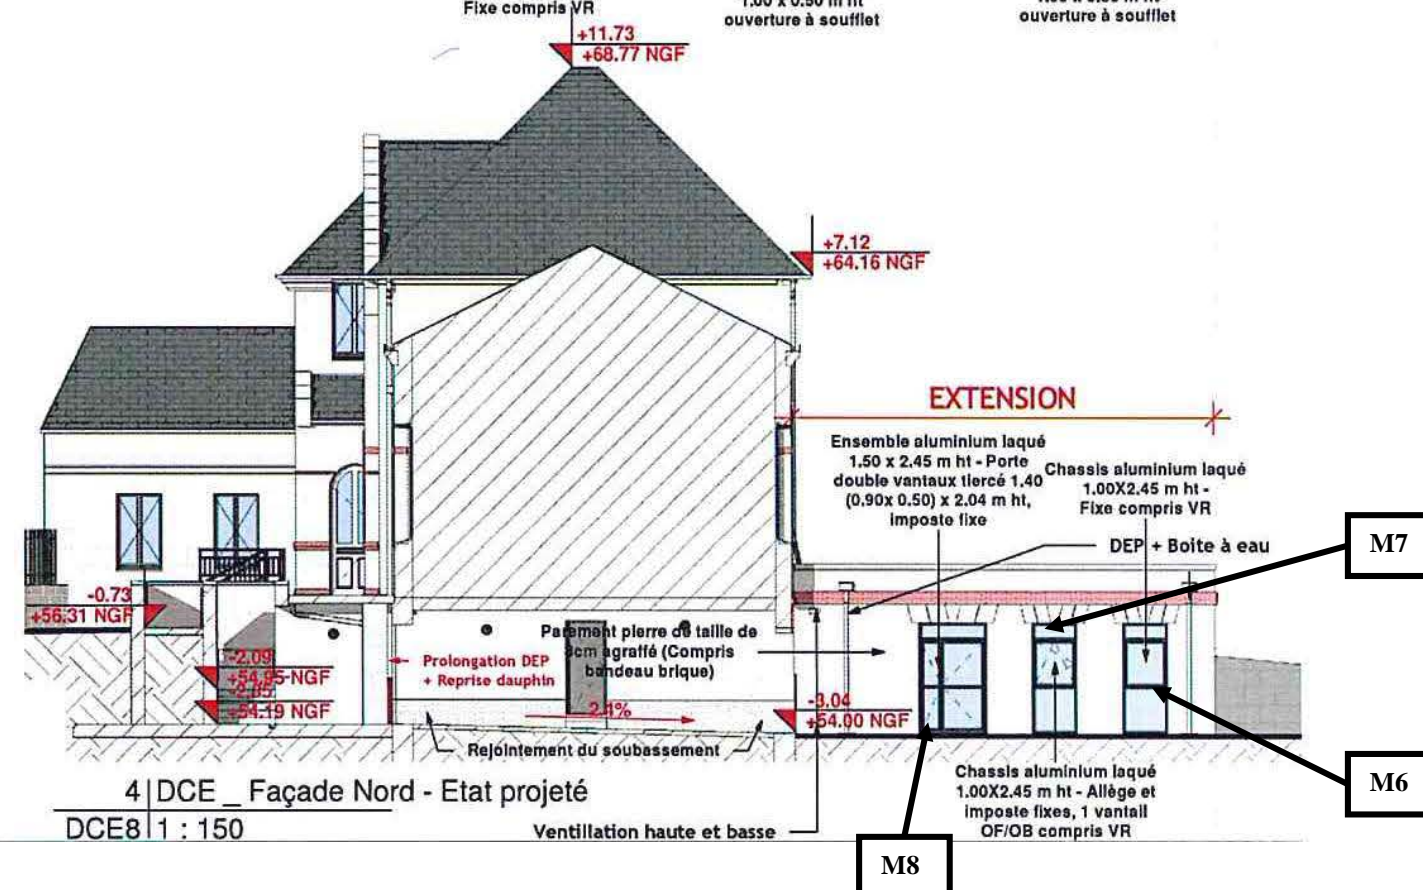 Fixe compris VR
1.00 x 0.50 m ht
ouverture à soufflet
ouverture à soufflet
+11.73
+68.77 NGF
+7.12
+64.16 NGF
EXTENSION
Ensemble aluminium laqué
1.50 x 2.45 m ht - Porte
double vantaux tiercé 1.40
(0.90x 0.50) x 2.04 m ht,
imposte fixe
Chassis aluminium laqué
1.00X2.45 m ht -
Fixe compris VR
M7
DEP + Boite à eau
-0.73
+56.31 NGF
Parement pierre de taille de
3cm agraffé (Compris
bandeau brique)
Prolongation DEP
+ Reprise dauphin
-2.09
+54.95 NGF
-2.85
+54.19 NGF
2.1%
-3.04
+54.00 NGF
Rejointement du soubassement
M6
Chassis aluminium laqué
1.00X2.45 m ht - Allège et
imposte fixes, 1 vantail
OF/OB compris VR
4 DCE _ Façade Nord - Etat projeté
DCE8 1 : 150
Ventillation haute et basse
M8